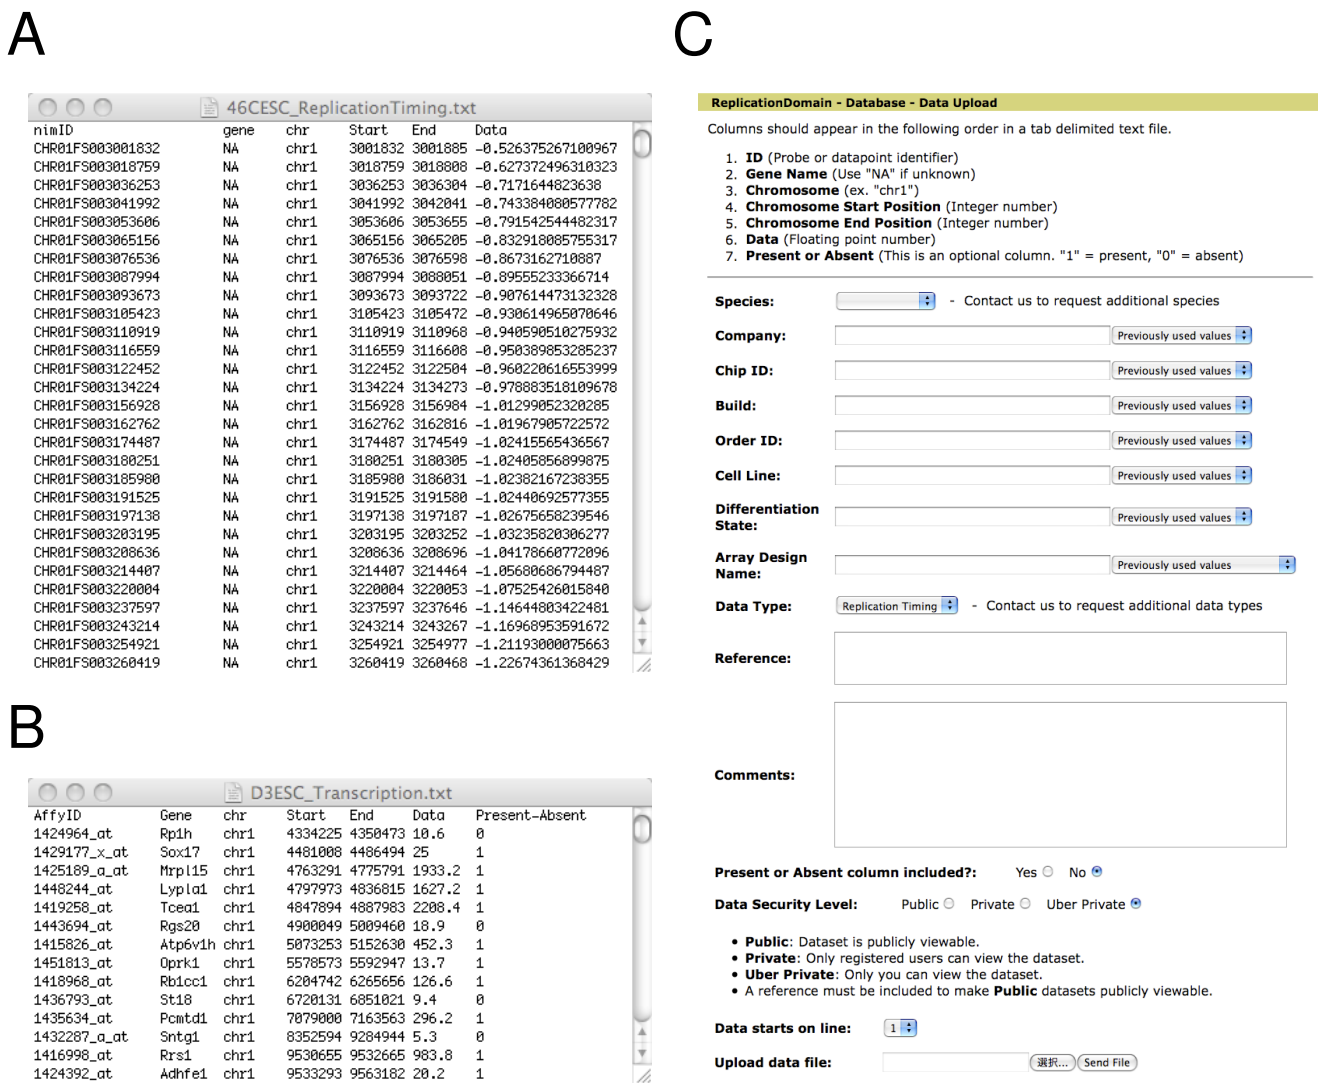 A
46CESC_ReplicationTiming.txt
nimID gene chr Start End Data
CHR01FS003001832 NA chr1 3001832 3001885 -0.526375267100967
CHR01FS003018759 NA chr1 3018759 3018808 -0.627372496310323
CHR01FS003036253 NA chr1 3036253 3036304 -0.7171644823638
CHR01FS003041992 NA chr1 3041992 3042041 -0.743384080577782
CHR01FS003053606 NA chr1 3053606 3053655 -0.791542544482317
CHR01FS003065156 NA chr1 3065156 3065205 -0.832918085755317
CHR01FS003076536 NA chr1 3076536 3076598 -0.8673162710887
CHR01FS003087994 NA chr1 3087994 3088051 -0.89555233366714
CHR01FS003093673 NA chr1 3093673 3093722 -0.907614473132328
CHR01FS003105423 NA chr1 3105423 3105472 -0.930614965070646
CHR01FS003110919 NA chr1 3110919 3110968 -0.940590510275932
CHR01FS003116559 NA chr1 3116559 3116608 -0.950389853285237
CHR01FS003122452 NA chr1 3122452 3122504 -0.960220616553999
CHR01FS003134224 NA chr1 3134224 3134273 -0.978883518109678
CHR01FS003156928 NA chr1 3156928 3156984 -1.01299052320285
CHR01FS003162762 NA chr1 3162762 3162816 -1.01967905722572
CHR01FS003174487 NA chr1 3174487 3174549 -1.02415565436567
CHR01FS003180251 NA chr1 3180251 3180305 -1.02405856899875
CHR01FS003185980 NA chr1 3185980 3186031 -1.02382167238355
CHR01FS003191525 NA chr1 3191525 3191580 -1.02440692577355
CHR01FS003197138 NA chr1 3197138 3197187 -1.02675658239546
CHR01FS003203195 NA chr1 3203195 3203252 -1.03235820306277
CHR01FS003208636 NA chr1 3208636 3208696 -1.04178660772096
CHR01FS003214407 NA chr1 3214407 3214464 -1.05680686794487
CHR01FS003220004 NA chr1 3220004 3220053 -1.07525426015840
CHR01FS003237597 NA chr1 3237597 3237646 -1.14644803422481
CHR01FS003243214 NA chr1 3243214 3243267 -1.16968953591672
CHR01FS003254921 NA chr1 3254921 3254977 -1.21193000075663
CHR01FS003260419 NA chr1 3260419 3260468 -1.22674361368429
B
D3ESC_Transcription.txt
AffyID Gene chr Start End Data Present-Absent
1424964_at Rp1h chr1 4334225 4350473 10.6 0
1429177_x_at Sox17 chr1 4481008 4486494 25 1
1425189_a_at Mrpl15 chr1 4763291 4775791 1933.2 1
1448244_at Lypla1 chr1 4797973 4836815 1627.2 1
1419258_at Tcea1 chr1 4847894 4887983 2208.4 1
1443694_at Rgs20 chr1 4900049 5009460 18.9 0
1415826_at Atp6v1h chr1 5073253 5152630 452.3 1
1451813_at Oprk1 chr1 5578573 5592947 13.7 1
1418968_at Rb1cc1 chr1 6204742 6265656 126.6 1
1436793_at St18 chr1 6720131 6851021 9.4 0
1435634_at Pcmtd1 chr1 7079000 7163563 296.2 1
1432287_a_at Sntg1 chr1 8352594 9284944 5.3 0
1416998_at Rrs1 chr1 9530655 9532665 983.8 1
1424392_at Adhfe1 chr1 9533293 9563182 20.2 1
C
ReplicationDomain - Database - Data Upload
Columns should appear in the following order in a tab delimited text file.
1. ID (Probe or datapoint identifier)
2. Gene Name (Use "NA" if unknown)
3. Chromosome (ex. "chr1")
4. Chromosome Start Position (Integer number)
5. Chromosome End Position (Integer number)
6. Data (Floating point number)
7. Present or Absent (This is an optional column. "1" = present, "0" = absent)
Species: - Contact us to request additional species
Company: Previously used values
Chip ID: Previously used values
Build: Previously used values
Order ID: Previously used values
Cell Line: Previously used values
Differentiation
State: Previously used values
Array Design
Name: Previously used values
Data Type: Replication Timing - Contact us to request additional data types
Reference:
Comments:
Present or Absent column included?: Yes No
Data Security Level: Public Private Uber Private
• Public: Dataset is publicly viewable.
• Private: Only registered users can view the dataset.
• Uber Private: Only you can view the dataset.
• A reference must be included to make Public datasets publicly viewable.
Data starts on line: 1
Upload data file: 選択... Send File